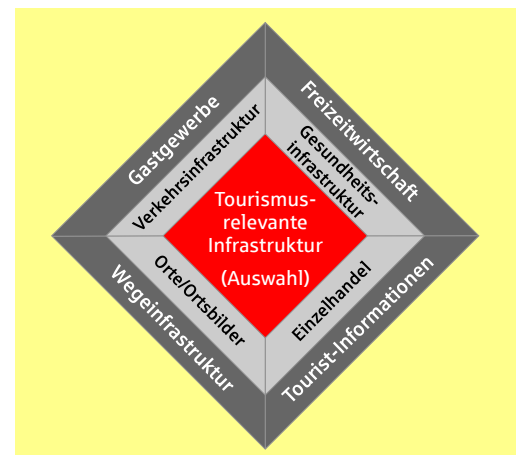 Gastgewerbe
Freizeitwirtschaft
Verkehrsinfrastruktur
Gesundheits-
infrastruktur
Tourismus-
relevante
Infrastruktur
(Auswahl)
Orte/Ortsbilder
Einzelhandel
Wegeinfrastruktur
Tourist-Informationen